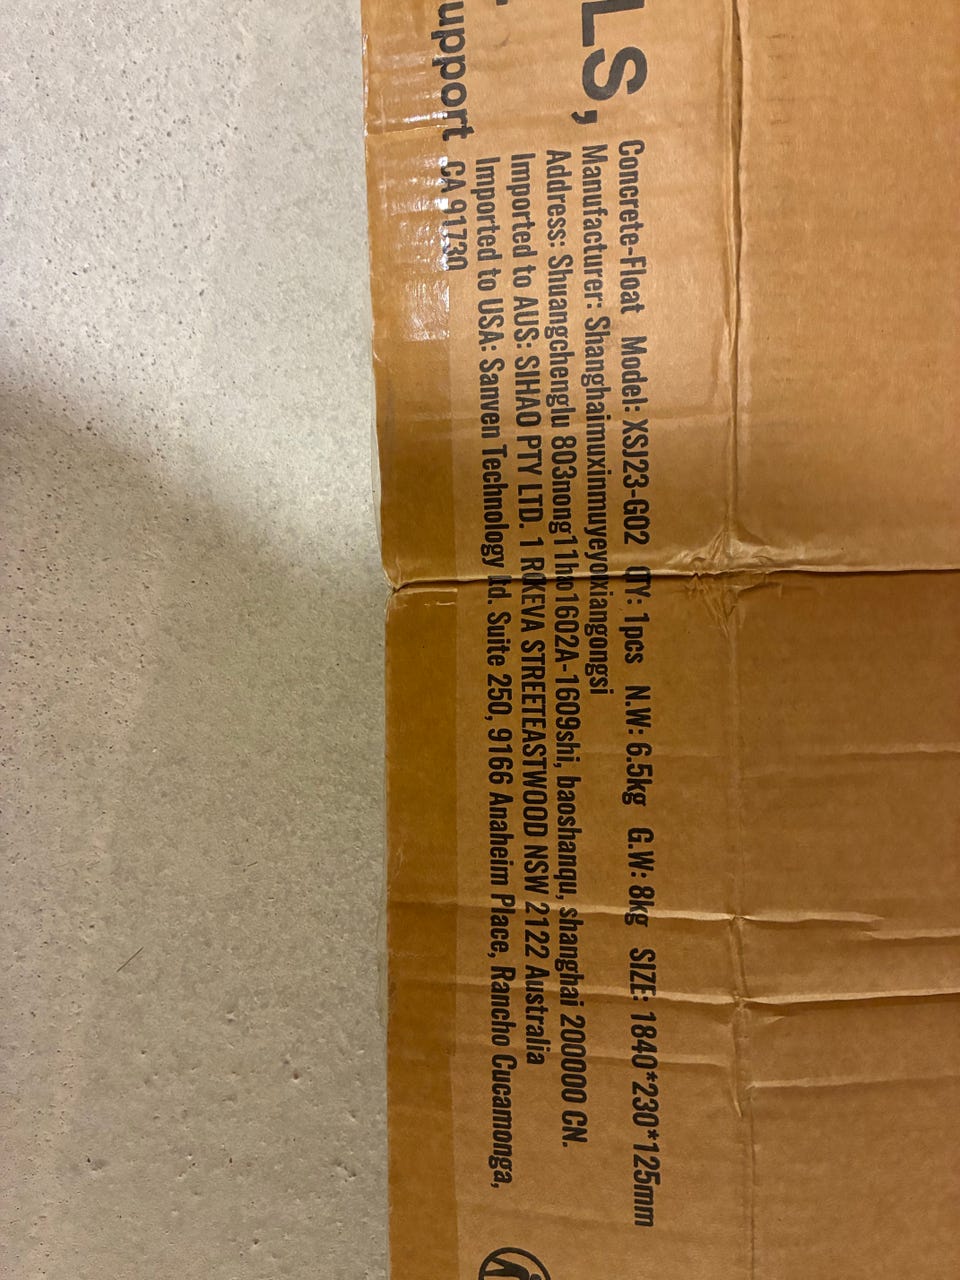 LS,
upport
Concrete-Float Model: XSJ23-G02 QTY: 1pcs N.W: 6.5kg G.W: 8kg SIZE: 1840*230*125mm
Manufacturer: Shanghaimuxinmuyeyouxiangongsi
Address: Shuangchenglu 803nong11hao1602A-1609shi, baoshanqu, shanghai 200000 CN.
Imported to AUS: SIHAO PTY LTD. 1 ROKEVA STREETEASTWOOD NSW 2122 Australia
Imported to USA: Sanven Technology Ltd. Suite 250, 9166 Anaheim Place, Rancho Cucamonga,
CA 91730